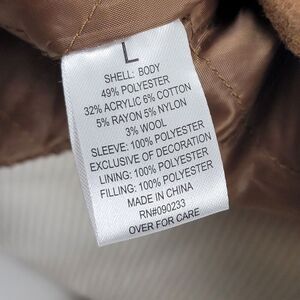 L
SHELL: BODY
49% POLYESTER
32% ACRYLIC 6% COTTON
5% RAYON 5% NYLON
3% WOOL
SLEEVE: 100% POLYESTER
EXCLUSIVE OF DECORATION
LINING: 100% POLYESTER
FILLING: 100% POLYESTER
MADE IN CHINA
RN#090233
OVER FOR CARE